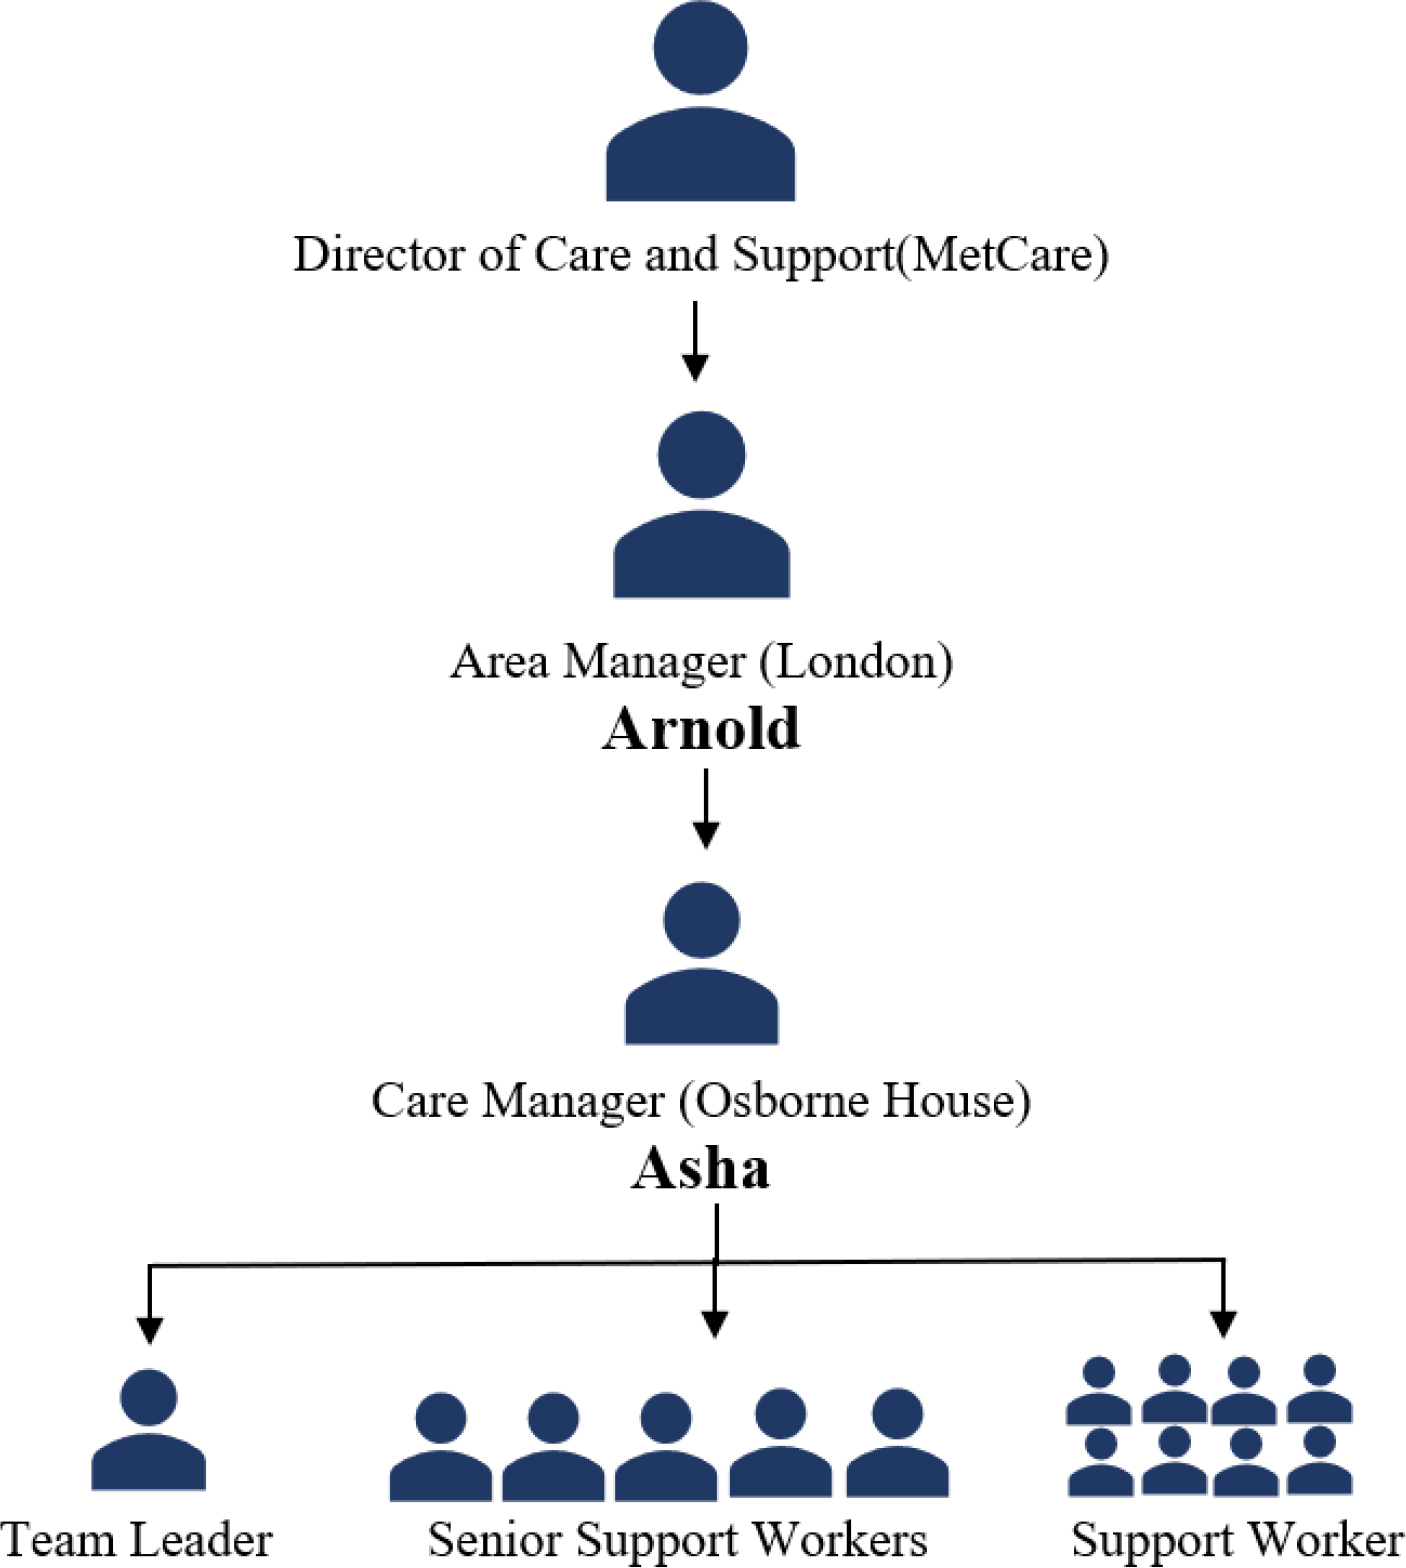 Director of Care and Support(MetCare)
Area Manager (London)
Arnold
Care Manager (Osborne House)
Asha
Team Leader
Senior Support Workers
Support Worker